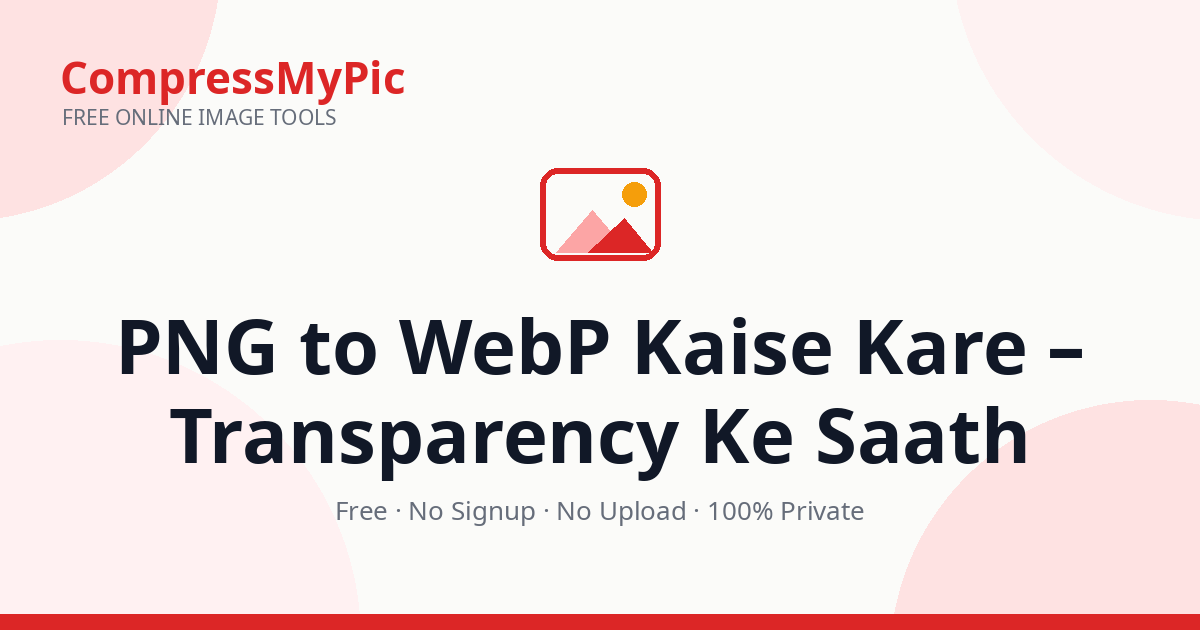 CompressMyPic
FREE ONLINE IMAGE TOOLS
PNG to WebP Kaise Kare –
Transparency Ke Saath
Free · No Signup · No Upload · 100% Private